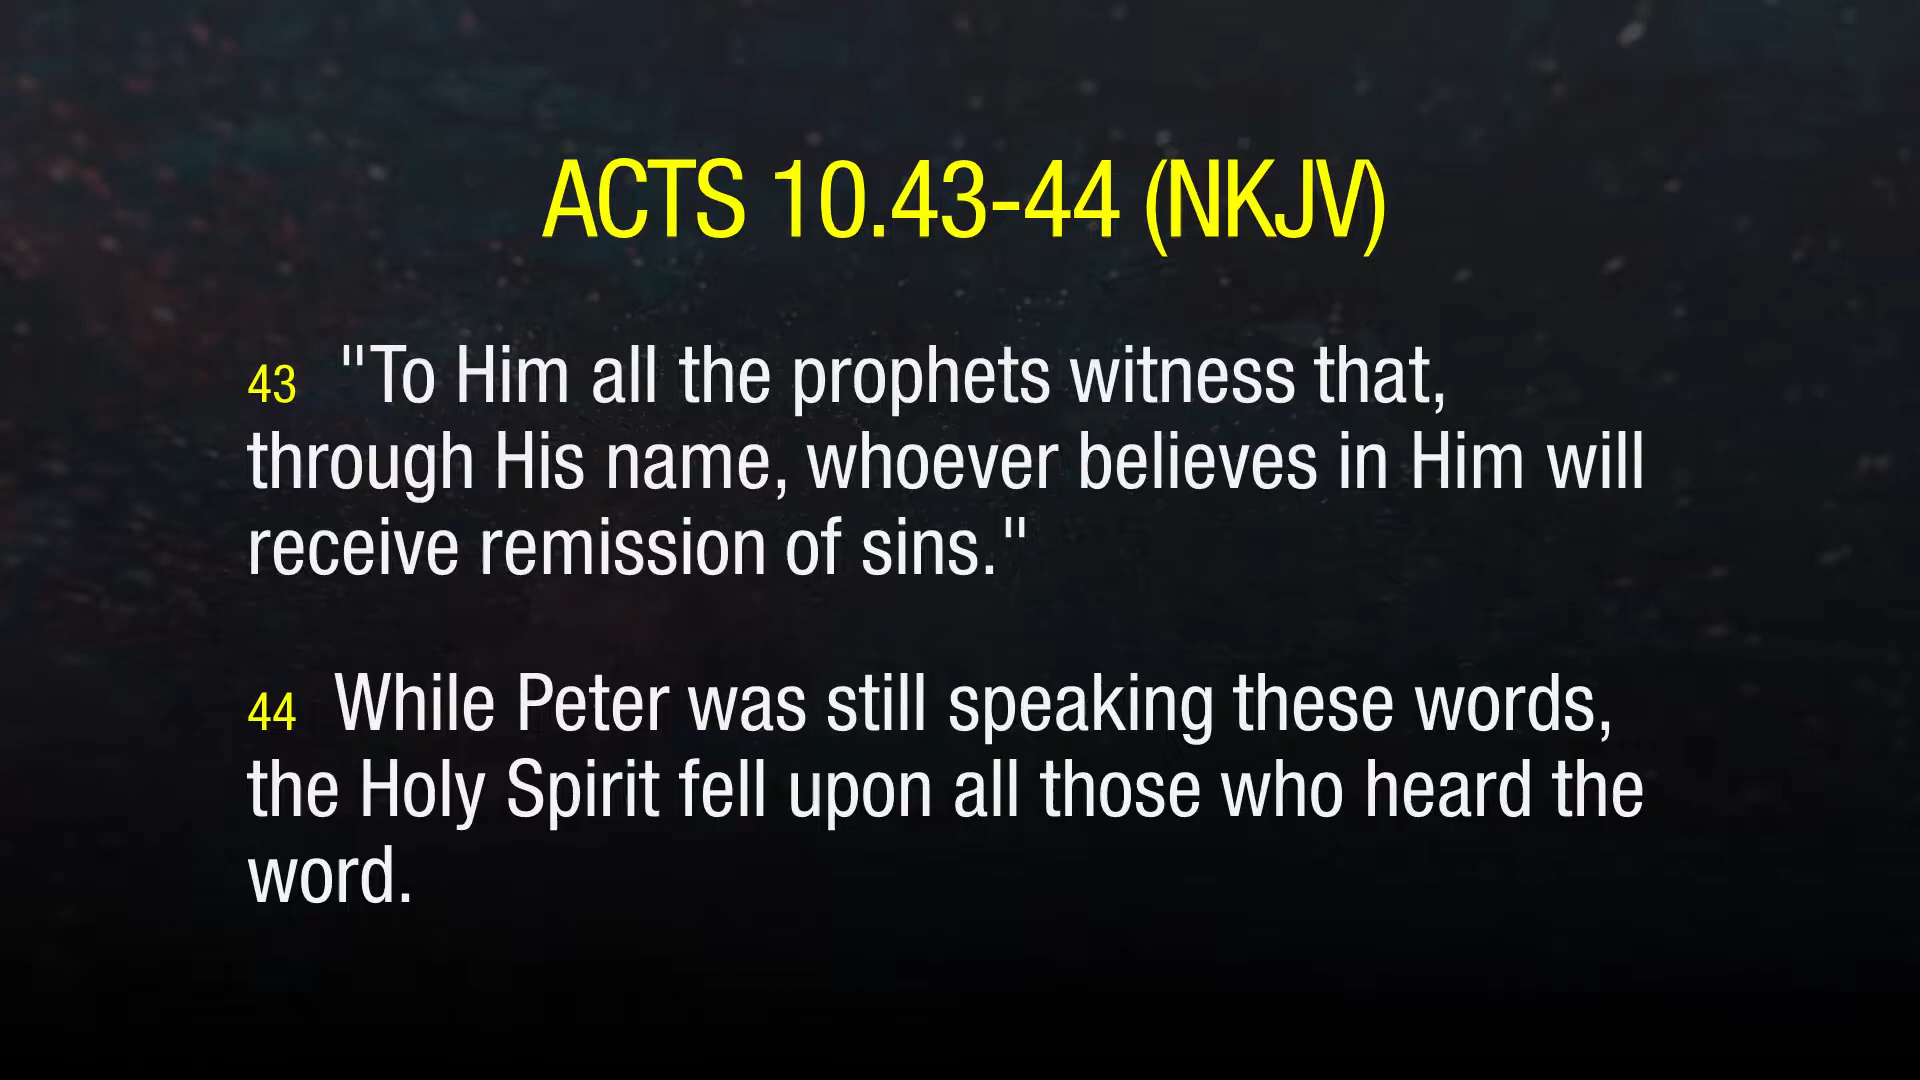 ACTS 10.43-44 (NKJV)
43 "To Him all the prophets witness that,
through His name, whoever believes in Him will
receive remission of sins."
44 While Peter was still speaking these words,
the Holy Spirit fell upon all those who heard the
word.